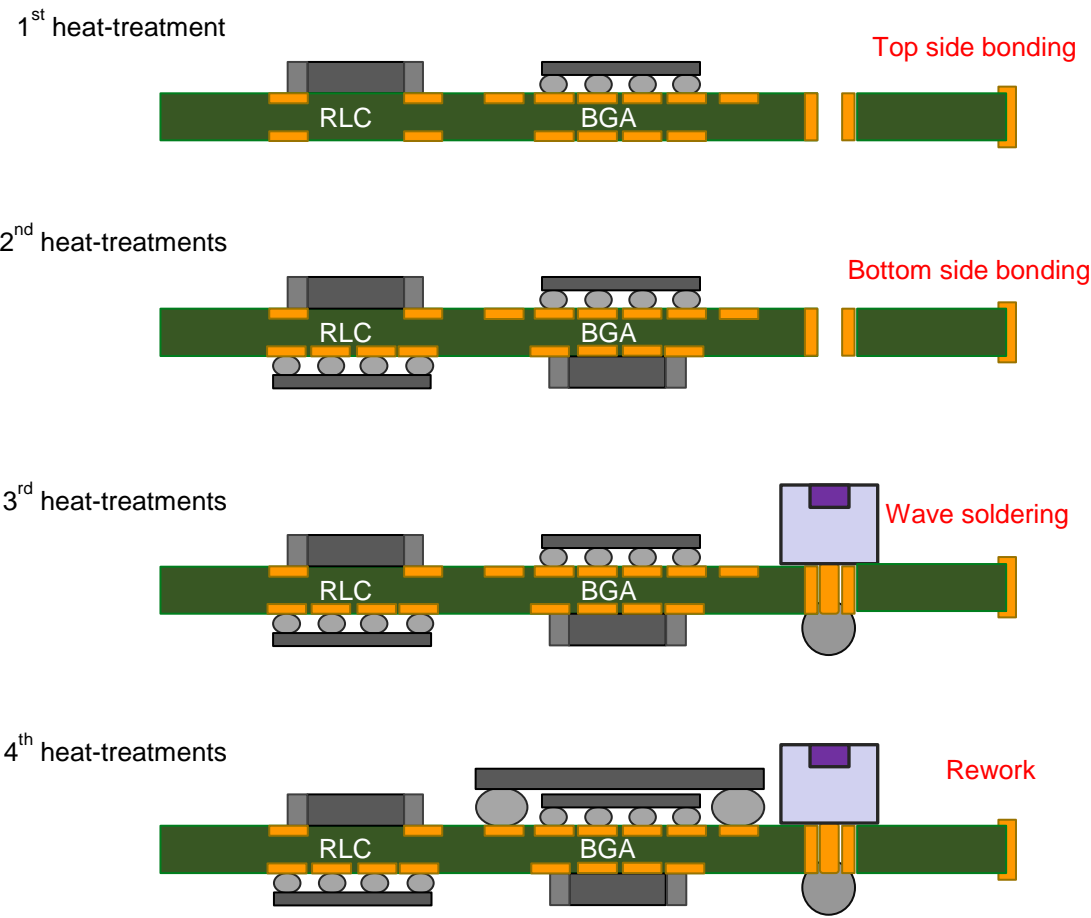 1st heat-treatment
Top side bonding
RLC BGA
2nd heat-treatments
Bottom side bonding
RLC BGA
3rd heat-treatments
Wave soldering
RLC BGA
4th heat-treatments
Rework
RLC BGA